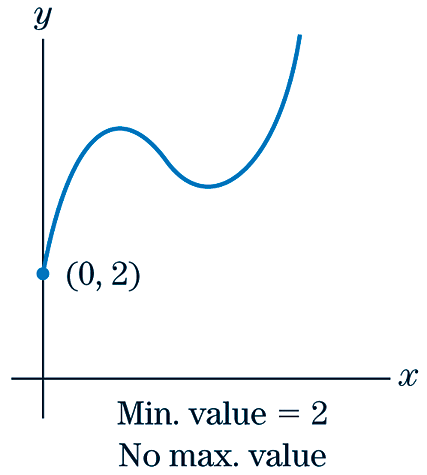 y
(0, 2)
x
Min. value = 2
No max. value